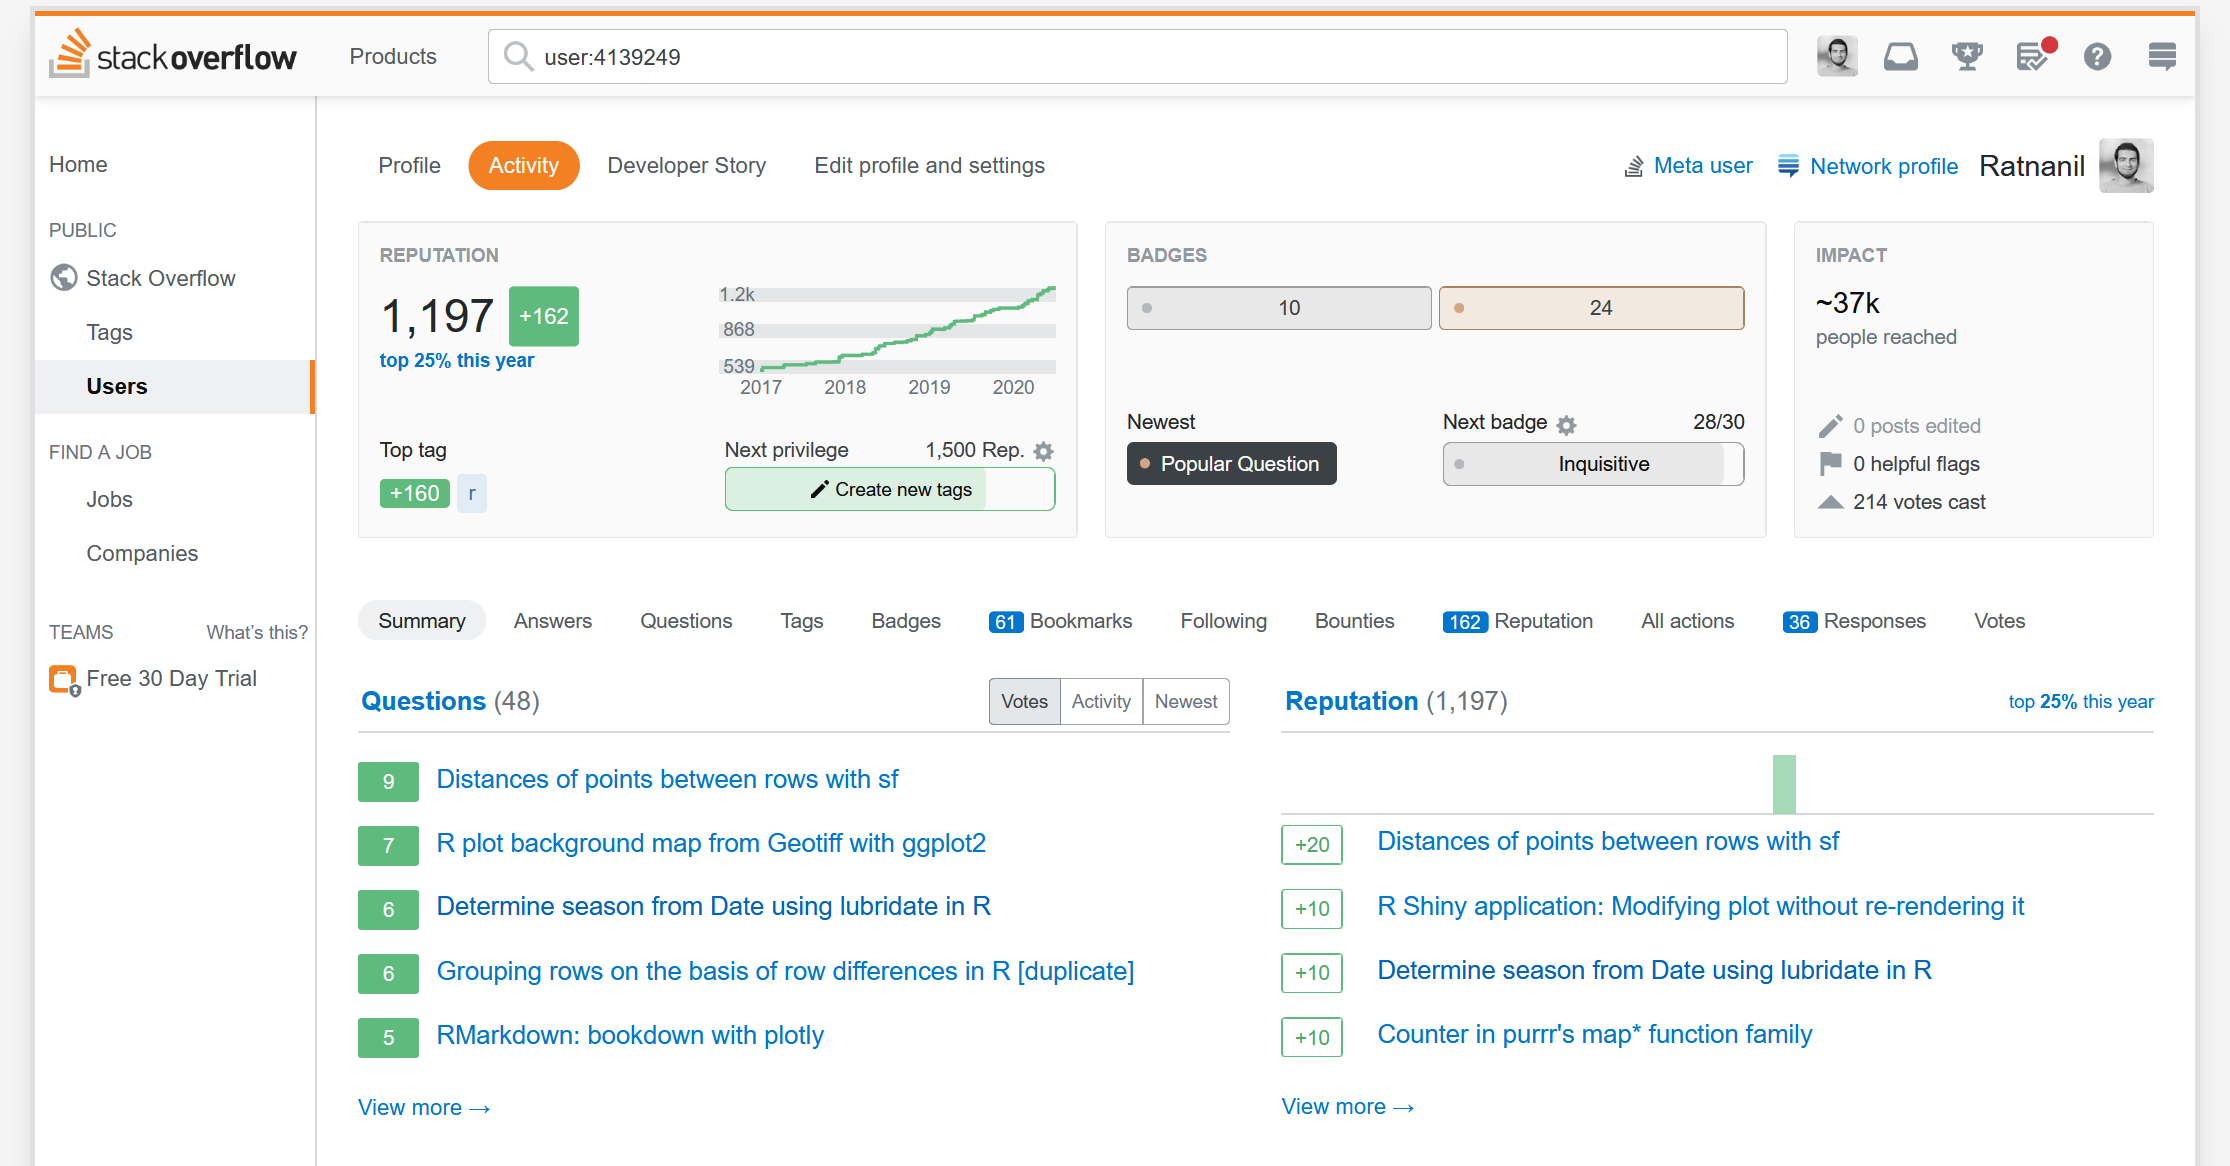 stackoverflow
Products
user:4139249
Home
PUBLIC
Stack Overflow
Tags
Users
FIND A JOB
Jobs
Companies
TEAMS What's this?
Free 30 Day Trial
Profile Activity Developer Story Edit profile and settings
Meta user Network profile Ratnanil
REPUTATION
1,197 +162
top 25% this year
1.2k
868
539
2017 2018 2019 2020
Top tag
+160 r
Next privilege 1,500 Rep.
Create new tags
BADGES
10 24
Newest
Popular Question
Next badge 28/30
Inquisitive
IMPACT
~37k
people reached
0 posts edited
0 helpful flags
214 votes cast
Summary Answers Questions Tags Badges 61 Bookmarks Following Bounties 162 Reputation All actions 36 Responses Votes
Questions (48)
Votes Activity Newest
9 Distances of points between rows with sf
7 R plot background map from Geotiff with ggplot2
6 Determine season from Date using lubridate in R
6 Grouping rows on the basis of row differences in R [duplicate]
5 RMarkdown: bookdown with plotly
View more →
Reputation (1,197)
top 25% this year
+20 Distances of points between rows with sf
+10 R Shiny application: Modifying plot without re-rendering it
+10 Determine season from Date using lubridate in R
+10 Counter in purrr's map* function family
View more →